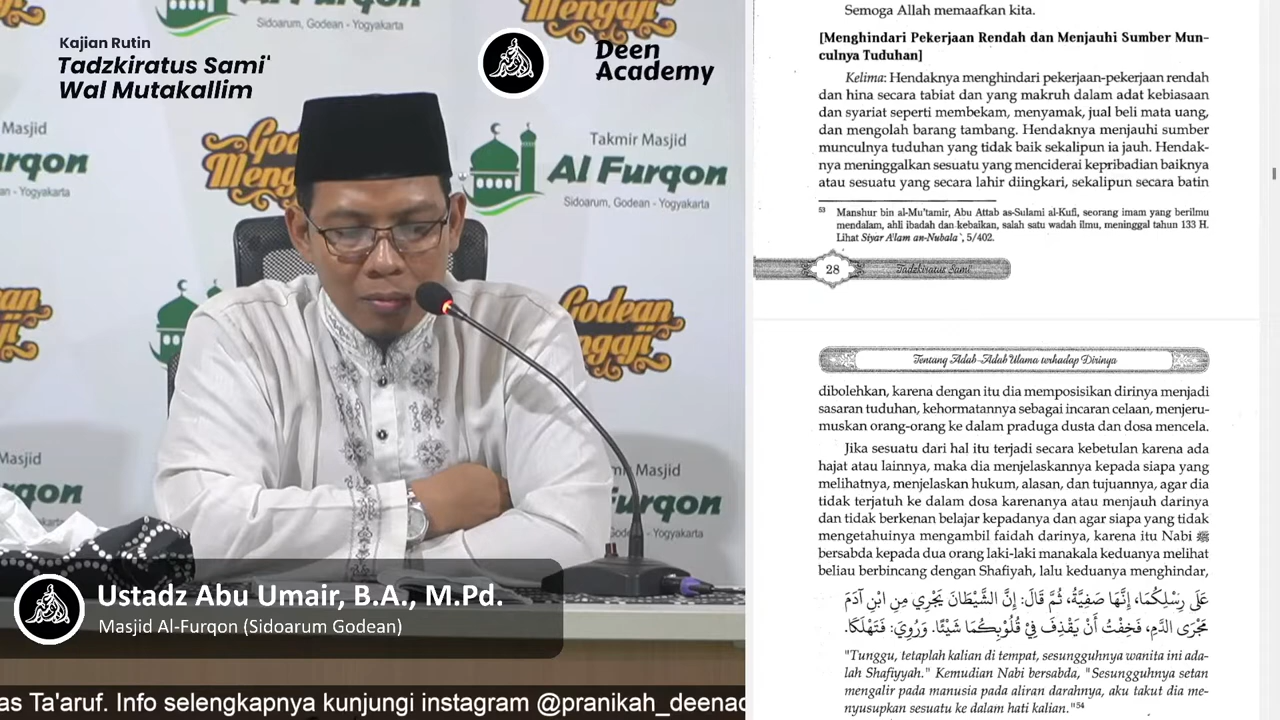 Kajian Rutin
Tadzkiratus Sami'
Wal Mutakallim
Deen
Academy
Sidoarum, Godean - Yogyakarta
Mengaji
Masjid
Furqon
Takmir Masjid
Al Furqon
Sidoarum, Godean - Yogyakarta
Godean
Masjid
Furqon
Ustadz Abu Umair, B.A., M.Pd.
Masjid Al-Furqon (Sidoarum Godean)
as Ta'aruf. Info selengkapnya kunjungi instagram @pranikah_deenac
Semoga Allah memaafkan kita.
[Menghindari Pekerjaan Rendah dan Menjauhi Sumber Mun-
culnya Tuduhan]
Kelima: Hendaknya menghindari pekerjaan-pekerjaan rendah
dan hina secara tabiat dan yang makruh dalam adat kebiasaan
dan syariat seperti membekam, menyamak, jual beli mata uang,
dan mengolah barang tambang. Hendaknya menjauhi sumber
munculnya tuduhan yang tidak baik sekalipun ia jauh. Hendak-
nya meninggalkan sesuatu yang menciderai kepribadian baiknya
atau sesuatu yang secara lahir diingkari, sekalipun secara batin
53 Manshur bin al-Mu'tamir, Abu Attab as-Sulami al-Kufi, seorang imam yang berilmu
mendalam, ahli ibadah dan kebaikan, salah satu wadah ilmu, meninggal tahun 133 H.
Lihat Siyar A'lam an-Nubala`, 5/402.
28 Tadzkiratus Sami'
Tentang Adab-Adab Ulama terhadap Dirinya
dibolehkan, karena dengan itu dia memposisikan dirinya menjadi
sasaran tuduhan, kehormatannya sebagai incaran celaan, menjeru-
muskan orang-orang ke dalam praduga dusta dan dosa mencela.
Jika sesuatu dari hal itu terjadi secara kebetulan karena ada
hajat atau lainnya, maka dia menjelaskannya kepada siapa yang
melihatnya, menjelaskan hukum, alasan, dan tujuannya, agar dia
tidak terjatuh ke dalam dosa karenanya atau menjauh darinya
dan tidak berkenan belajar kepadanya dan agar siapa yang tidak
mengetahuinya mengambil faidah darinya, karena itu Nabi ﷺ
bersabda kepada dua orang laki-laki manakala keduanya melihat
beliau berbincang dengan Shafiyah, lalu keduanya menghindar,
عَلَى رِسْلِكُمَا، إِنَّهَا صَفِيَّةُ، ثُمَّ قَالَ: إِنَّ الشَّيْطَانَ يَجْرِي مِنِ ابْنِ آدَمَ
مَجْرَى الدَّمِ، فَخِفْتُ أَنْ يَقْذِفَ فِيْ قُلُوْبِكُمَا شَيْئًا. وَرُوِيَ: فَتَهْلَكَا.
"Tunggu, tetaplah kalian di tempat, sesungguhnya wanita ini ada-
lah Shafiyyah." Kemudian Nabi bersabda, "Sesungguhnya setan
mengalir pada manusia pada aliran darahnya, aku takut dia me-
nyusupkan sesuatu ke dalam hati kalian."54